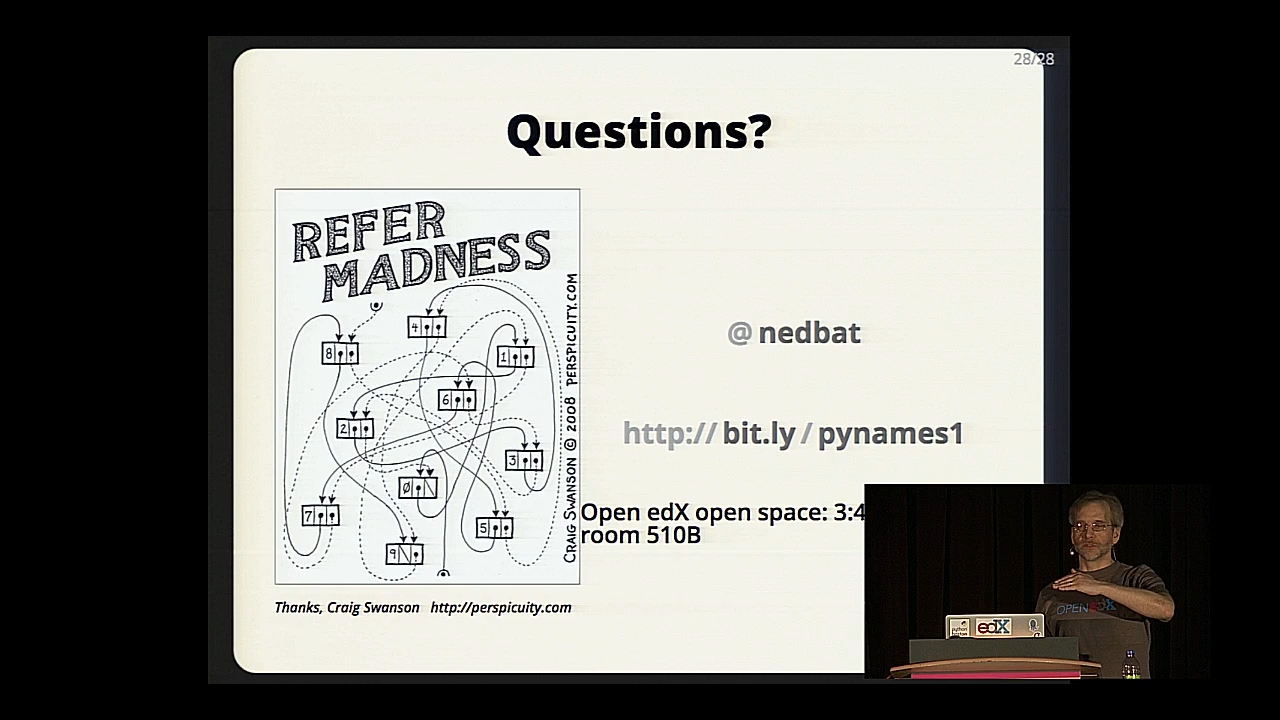 28/28
Questions?
REFER
MADNESS
4
8
1
6
2
3
Ø
7
5
9
CRAIG SWANSON © 2008 PERSPICUITY.COM
@nedbat
http://bit.ly/pynames1
Open edX open space: 3:4
room 510B
Thanks, Craig Swanson http://perspicuity.com
OPEN edX
python
edX